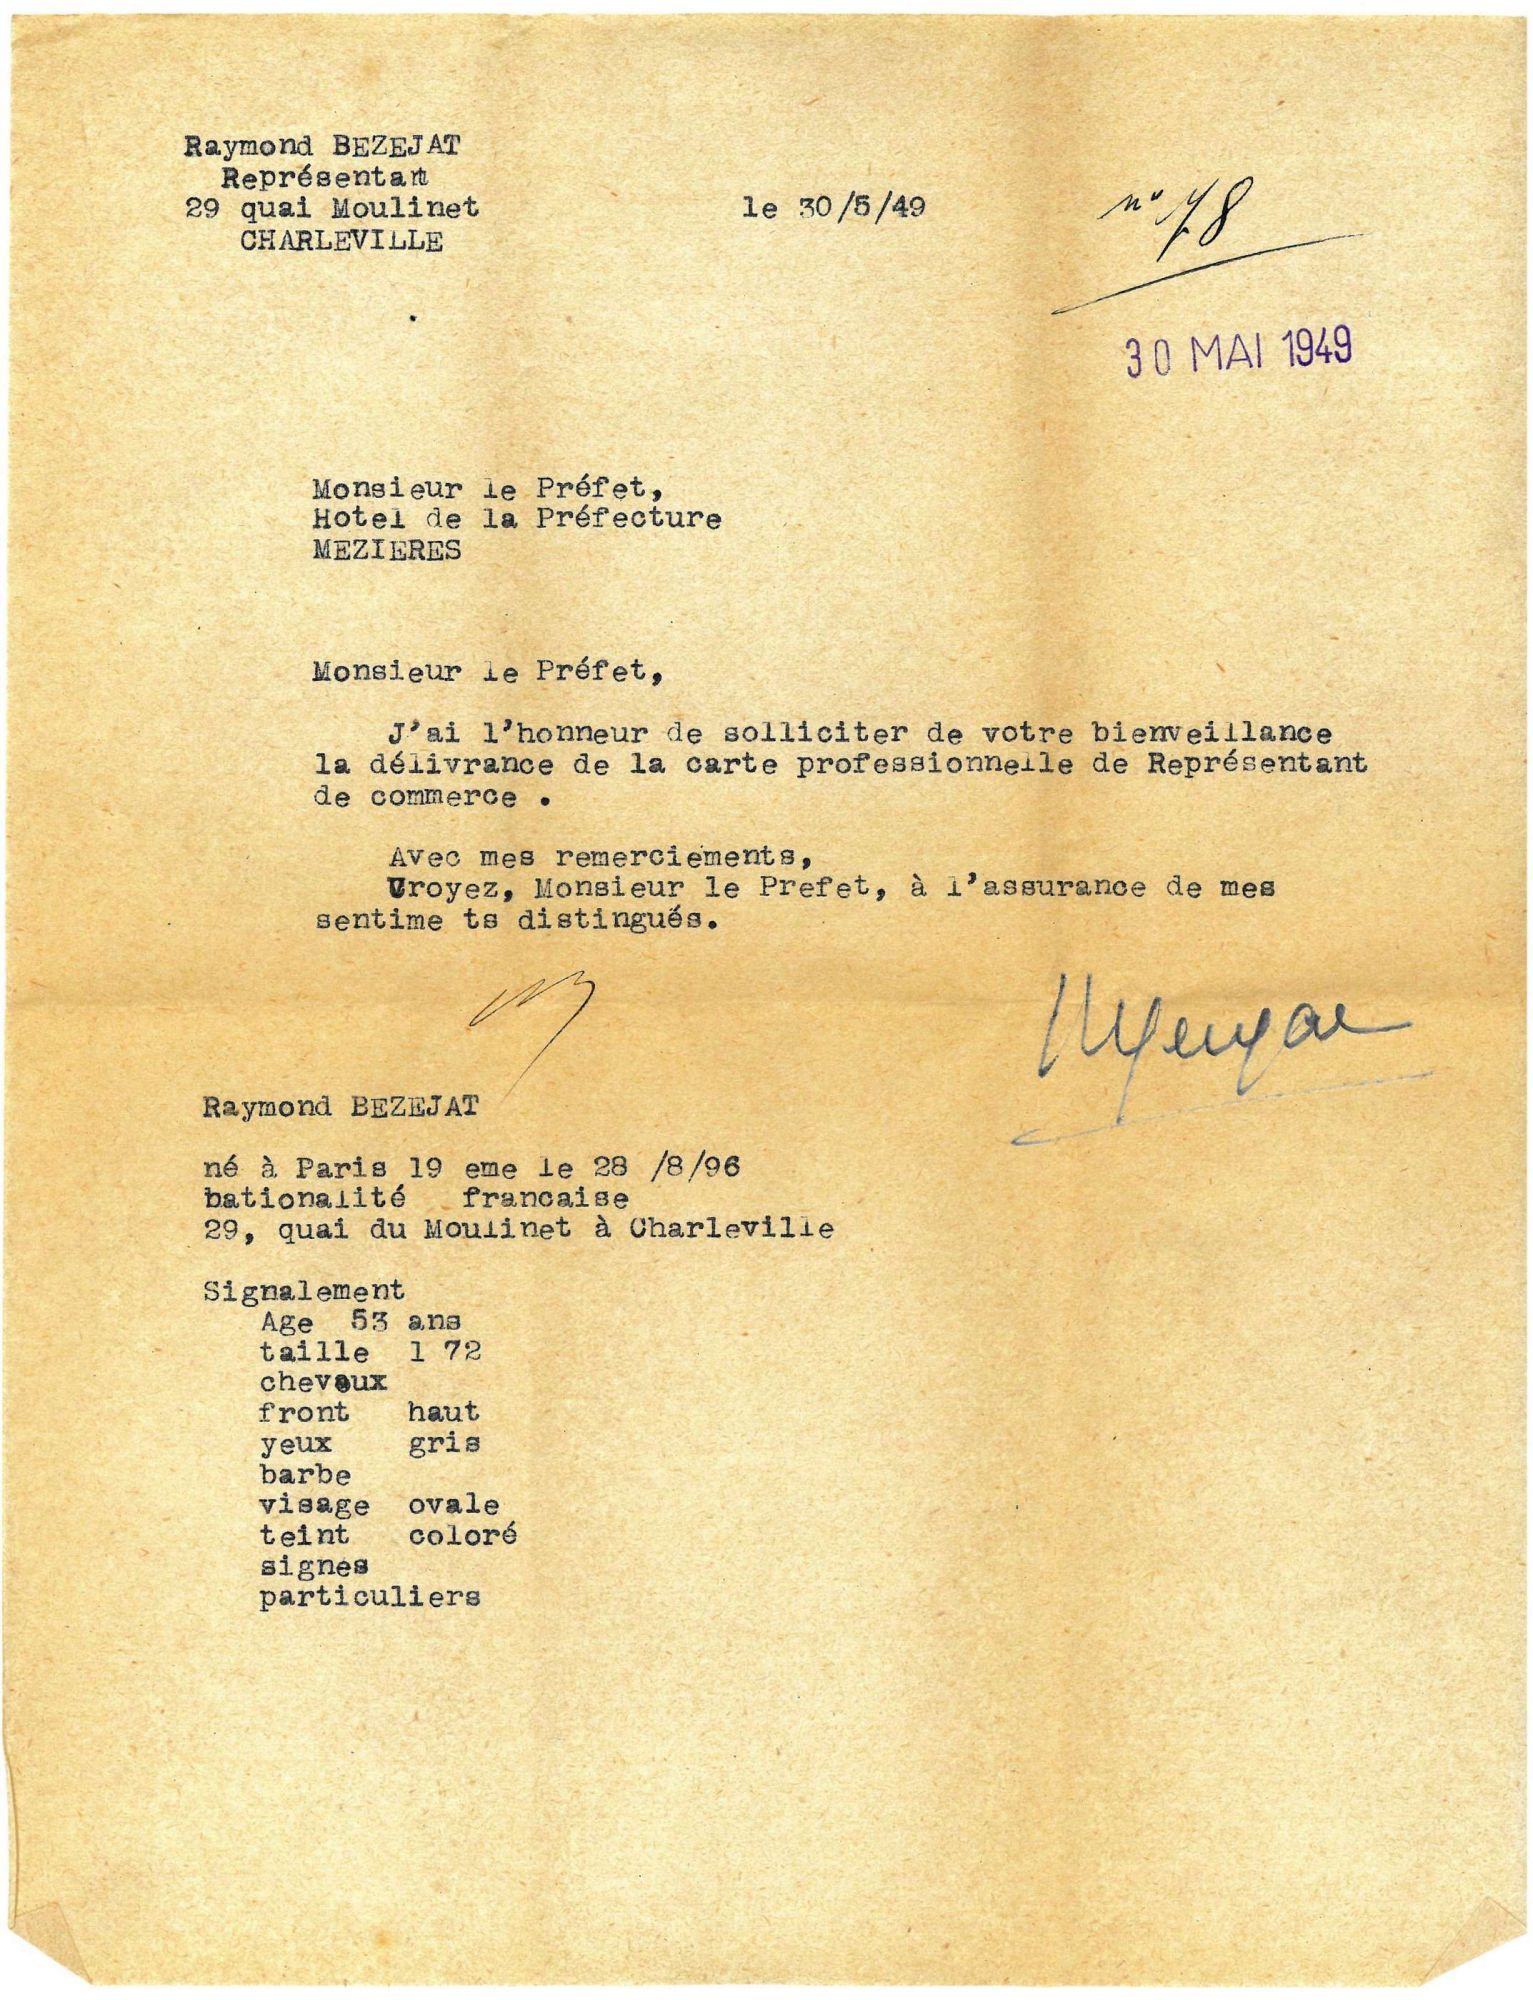 Raymond BEZEJAT
Représentant
29 quai Moulinet
CHARLEVILLE
le 30/5/49
n° 78
30 MAI 1949
Monsieur le Préfet,
Hotel de la Préfecture
MEZIERES
Monsieur le Préfet,
J'ai l'honneur de solliciter de votre bienveillance
la délivrance de la carte professionnelle de Représentant
de commerce .
Avec mes remerciements,
Croyez, Monsieur le Prefet, à l'assurance de mes
sentime ts distingués.
Raymond BEZEJAT
né à Paris 19 eme le 28 /8/96
bationalité francaise
29, quai du Moulinet à Charleville
Signalement
Age 53 ans
taille 1 72
cheveux
front haut
yeux gris
barbe
visage ovale
teint coloré
signes
particuliers